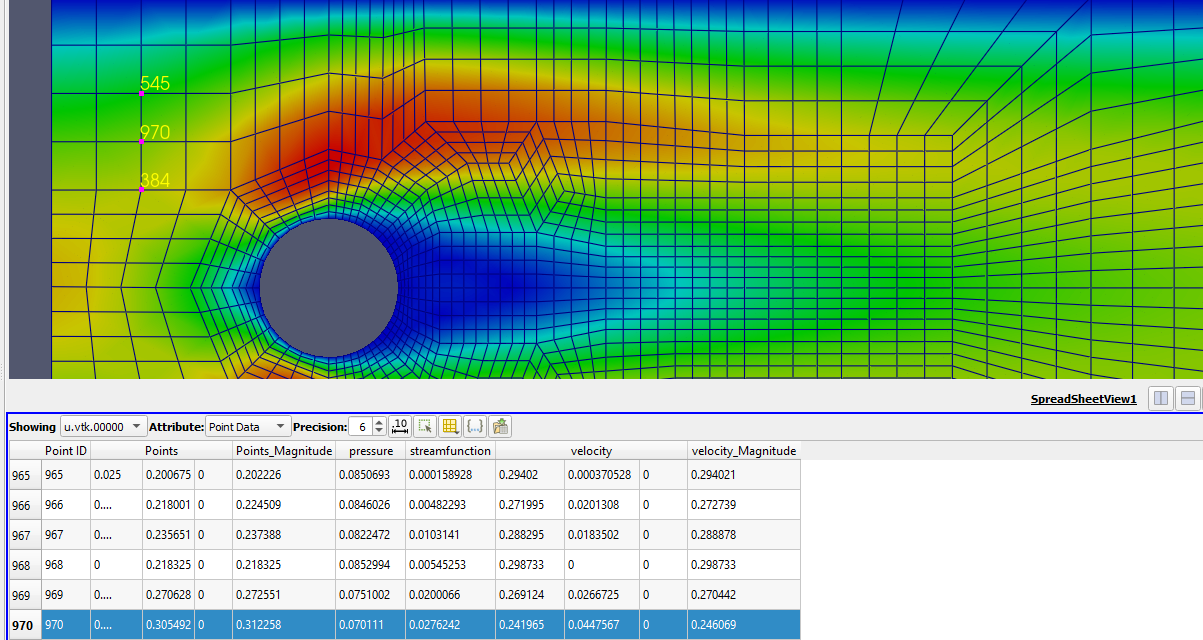 545
970
384
SpreadSheetView1
Showing u.vtk.00000 Attribute: Point Data Precision: 6 .10 {...}
Point ID Points Points_Magnitude pressure streamfunction velocity velocity_Magnitude
965 965 0.025 0.200675 0 0.202226 0.0850693 0.000158928 0.29402 0.000370528 0 0.294021
966 966 0.... 0.218001 0 0.224509 0.0846026 0.00482293 0.271995 0.0201308 0 0.272739
967 967 0.... 0.235651 0 0.237388 0.0822472 0.0103141 0.288295 0.0183502 0 0.288878
968 968 0 0.218325 0 0.218325 0.0852994 0.00545253 0.298733 0 0 0.298733
969 969 0.... 0.270628 0 0.272551 0.0751002 0.0200066 0.269124 0.0266725 0 0.270442
970 970 0.... 0.305492 0 0.312258 0.070111 0.0276242 0.241965 0.0447567 0 0.246069